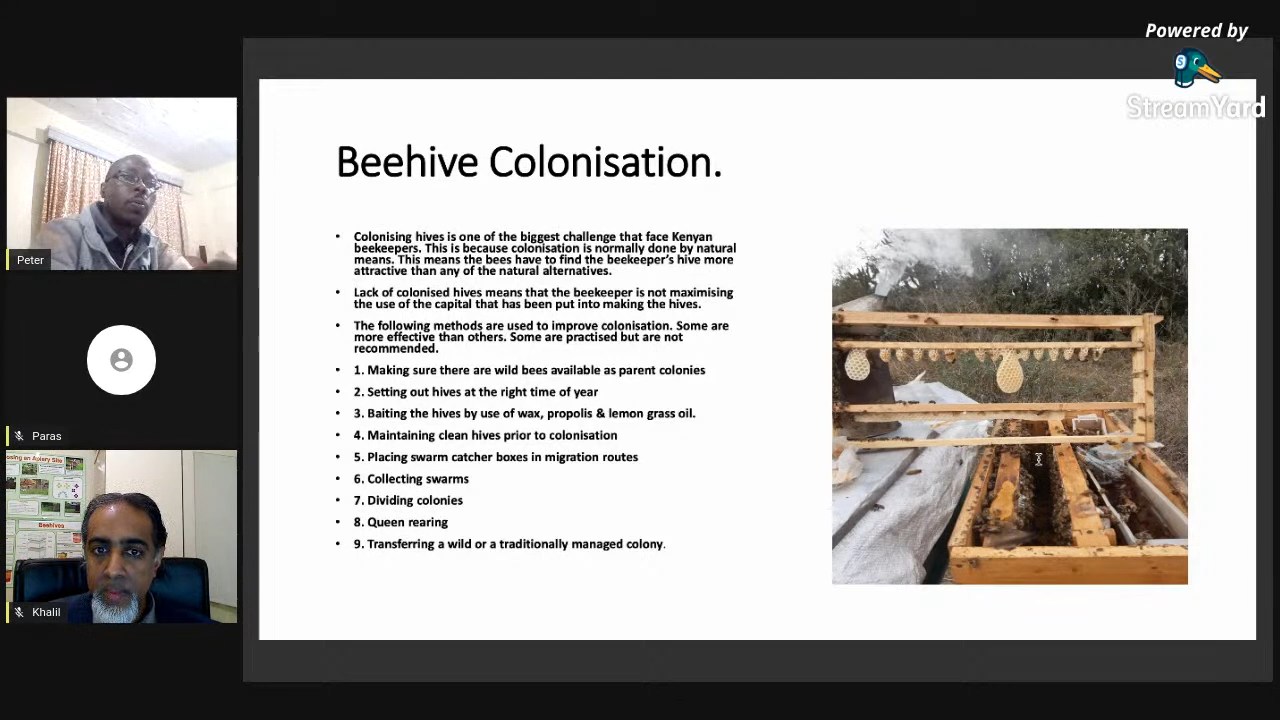 Powered by
StreamYard
Beehive Colonisation.
• Colonising hives is one of the biggest challenge that face Kenyan
beekeepers. This is because colonisation is normally done by natural
means. This means the bees have to find the beekeeper's hive more
attractive than any of the natural alternatives.
• Lack of colonised hives means that the beekeeper is not maximising
the use of the capital that has been put into making the hives.
• The following methods are used to improve colonisation. Some are
more effective than others. Some are practised but are not
recommended.
• 1. Making sure there are wild bees available as parent colonies
• 2. Setting out hives at the right time of year
• 3. Baiting the hives by use of wax, propolis & lemon grass oil.
• 4. Maintaining clean hives prior to colonisation
• 5. Placing swarm catcher boxes in migration routes
• 6. Collecting swarms
• 7. Dividing colonies
• 8. Queen rearing
• 9. Transferring a wild or a traditionally managed colony.
Peter
Paras
osing an Apiary Site
Beehives
Khalil